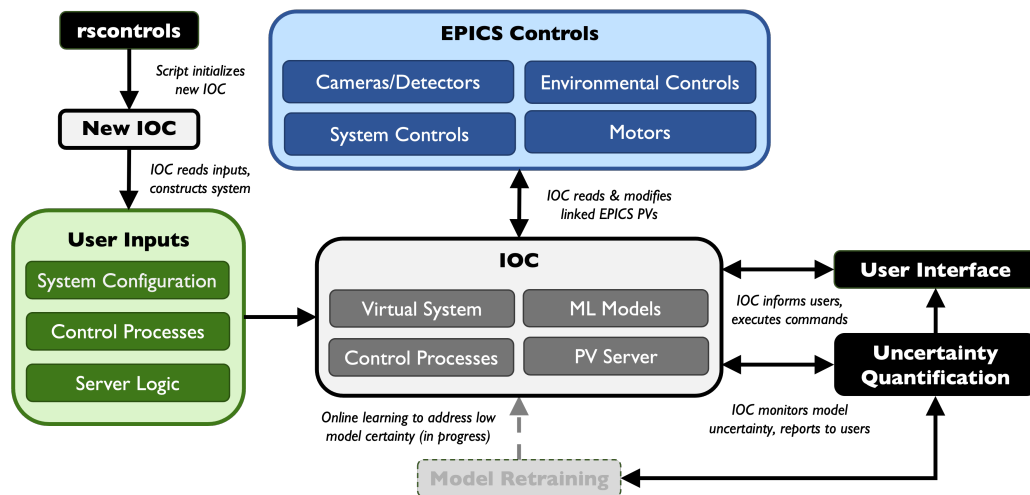 rscontrols
Script initializes
new IOC
New IOC
IOC reads inputs,
constructs system
User Inputs
System Configuration
Control Processes
Server Logic
EPICS Controls
Cameras/Detectors
Environmental Controls
System Controls
Motors
IOC reads & modifies
linked EPICS PVs
IOC
Virtual System
ML Models
Control Processes
PV Server
User Interface
IOC informs users,
executes commands
Uncertainty
Quantification
IOC monitors model
uncertainty, reports to users
Online learning to address low
model certainty (in progress)
Model Retraining